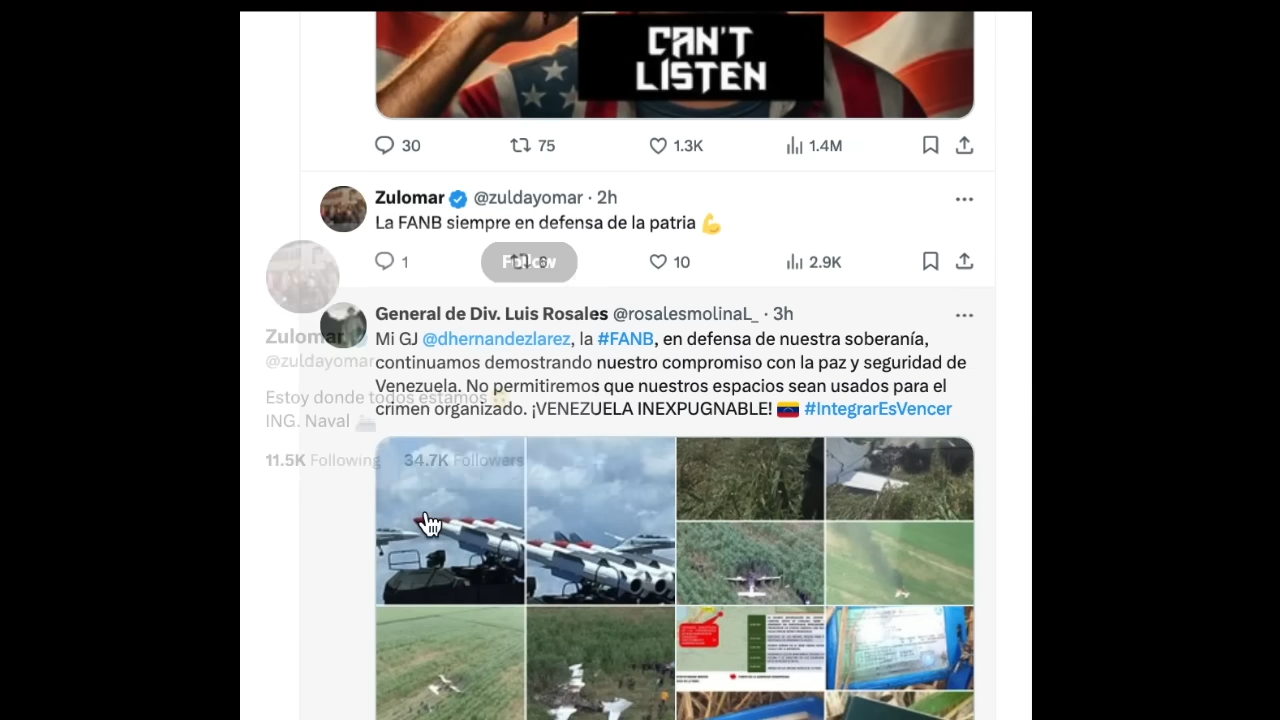 CAN'T
LISTEN
30 75 1.3K 1.4M
Zulomar @zuldayomar · 2h
La FANB siempre en defensa de la patria 💪
1 6 10 2.9K
Follow
General de Div. Luis Rosales @rosalesmolinaL_ · 3h
Mi GJ @dhernandezlarez, la #FANB, en defensa de nuestra soberanía,
continuamos demostrando nuestro compromiso con la paz y seguridad de
Venezuela. No permitiremos que nuestros espacios sean usados para el
crimen organizado. ¡VENEZUELA INEXPUGNABLE! 🇻🇪 #IntegrarEsVencer
Zulomar
@zuldayomar
Estoy donde todos estamos
ING. Naval
11.5K Following 34.7K Followers